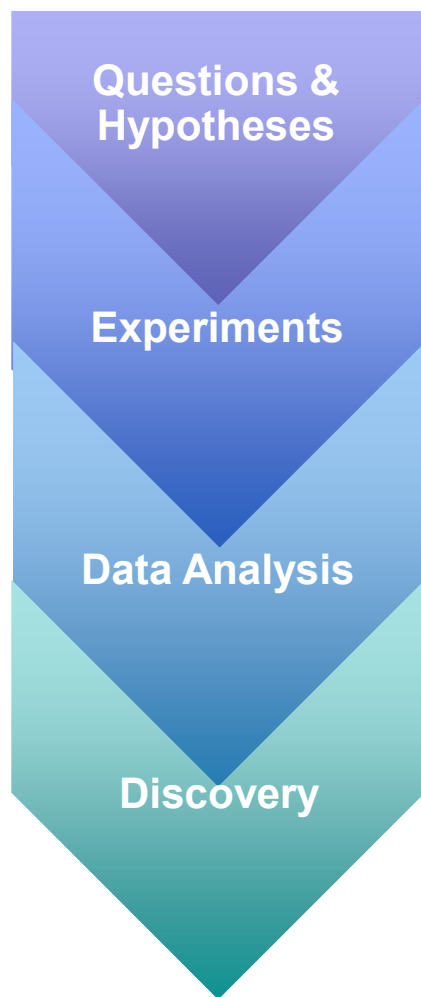 Questions &
Hypotheses
Experiments
Data Analysis
Discovery